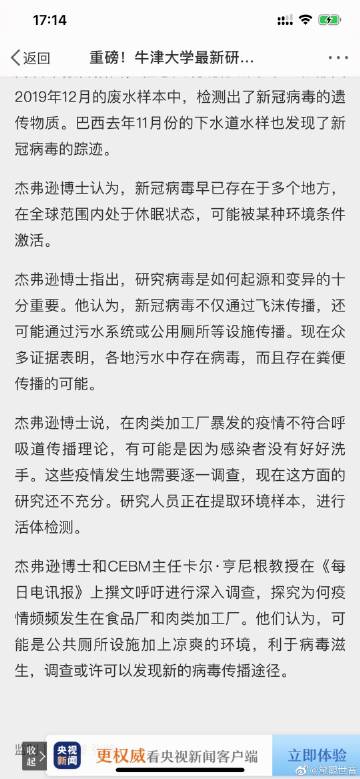 17:14
返回
重磅！牛津大学最新研...
2019年12月的废水样本中，检测出了新冠病毒的遗
传物质。巴西去年11月份的下水道水样也发现了新
冠病毒的踪迹。
杰弗逊博士认为，新冠病毒早已存在于多个地方，
在全球范围内处于休眠状态，可能被某种环境条件
激活。
杰弗逊博士指出，研究病毒是如何起源和变异的十
分重要。他认为，新冠病毒不仅通过飞沫传播，还
可能通过污水系统或公用厕所等设施传播。现在众
多证据表明，各地污水中存在病毒，而且存在粪便
传播的可能。
杰弗逊博士说，在肉类加工厂暴发的疫情不符合呼
吸道传播理论，有可能是因为感染者没有好好洗
手。这些疫情发生地需要逐一调查，现在这方面的
研究还不充分。研究人员正在提取环境样本，进行
活体检测。
杰弗逊博士和CEBM主任卡尔·亨尼根教授在《每
日电讯报》上撰文呼吁进行深入调查，探究为何疫
情频频发生在食品厂和肉类加工厂。他们认为，可
能是公共厕所设施加上凉爽的环境，利于病毒滋
生，调查或许可以发现新的病毒传播途径。
收起
央视新闻
更权威看央视新闻客户端
立即体验